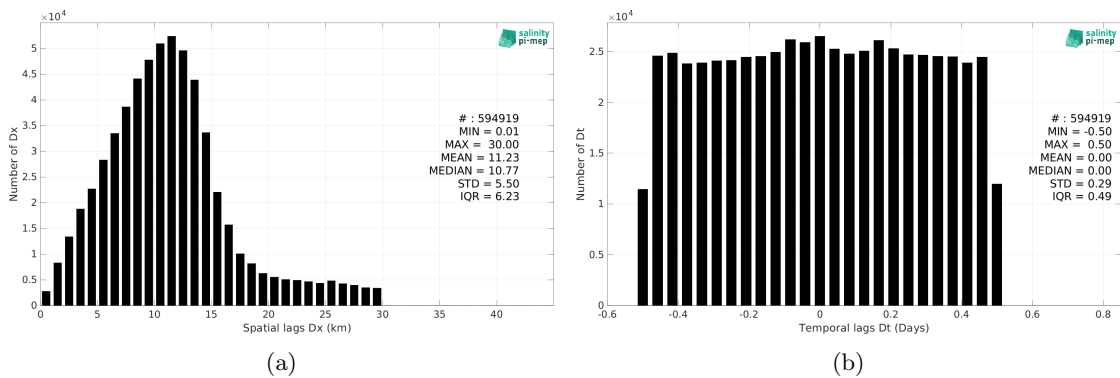 ×10⁴
5
4.5
4
3.5
3
2.5
2
1.5
1
0.5
0
Number of Dx
0 5 10 15 20 25 30 35 40
Spatial lags Dx (km)
salinity
pi-mep
# : 594919
MIN = 0.01
MAX = 30.00
MEAN = 11.23
MEDIAN = 10.77
STD = 5.50
IQR = 6.23
(a)
×10⁴
2.5
2
1.5
1
0.5
0
Number of Dt
-0.6 -0.4 -0.2 0 0.2 0.4 0.6 0.8
Temporal lags Dt (Days)
salinity
pi-mep
# : 594919
MIN = -0.50
MAX = 0.50
MEAN = 0.00
MEDIAN = 0.00
STD = 0.29
IQR = 0.49
(b)